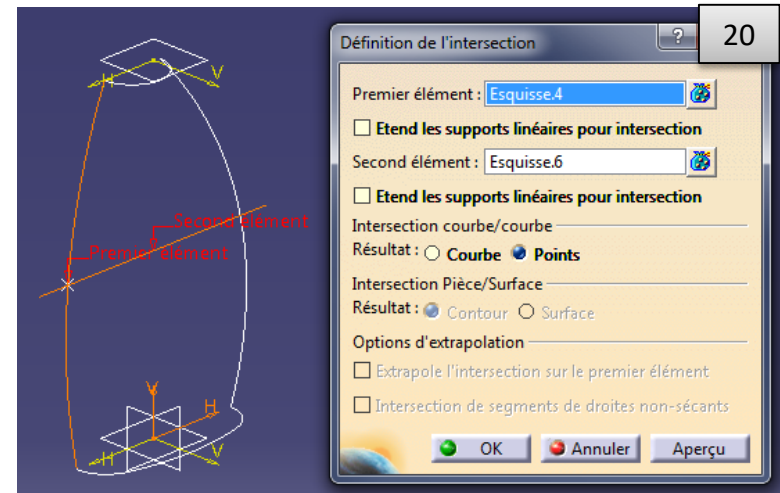 20
Définition de l'intersection
?
Premier élément : Esquisse.4
Etend les supports linéaires pour intersection
Second élément : Esquisse.6
Etend les supports linéaires pour intersection
Intersection courbe/courbe
Résultat : Courbe Points
Intersection Pièce/Surface
Résultat : Contour Surface
Options d'extrapolation
Extrapole l'intersection sur le premier élément
Intersection de segments de droites non-sécants
OK Annuler Aperçu
H V
Second élément
Premier élément
V H
H V